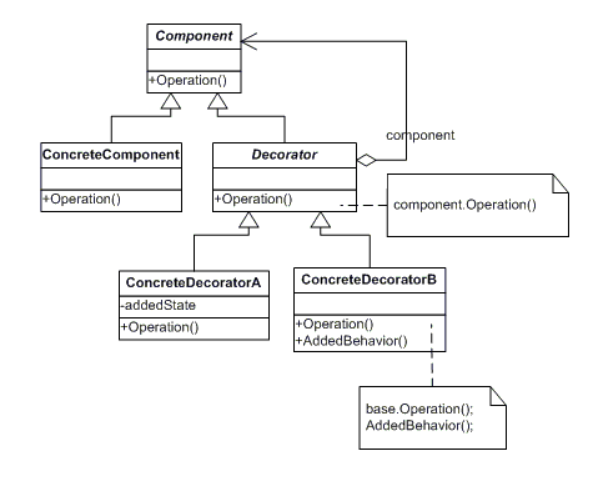 Component
+Operation()
component
ConcreteComponent
+Operation()
Decorator
+Operation()
component.Operation()
ConcreteDecoratorA
-addedState
+Operation()
ConcreteDecoratorB
+Operation()
+AddedBehavior()
base.Operation();
AddedBehavior();